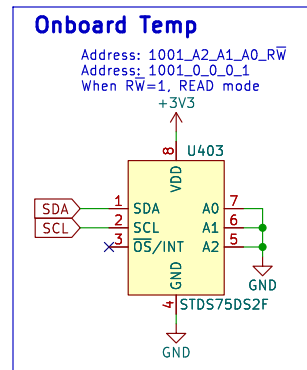 Onboard Temp
Address: 1001_A2_A1_A0_RW̅
Address: 1001_0_0_0_1
When RW̅=1, READ mode
+3V3
8
U403
VDD
SDA 1 SDA A0 7
SCL 2 SCL A1 6
3 O̅S̅/INT A2 5
GND
4
STDS75DS2F
GND
GND